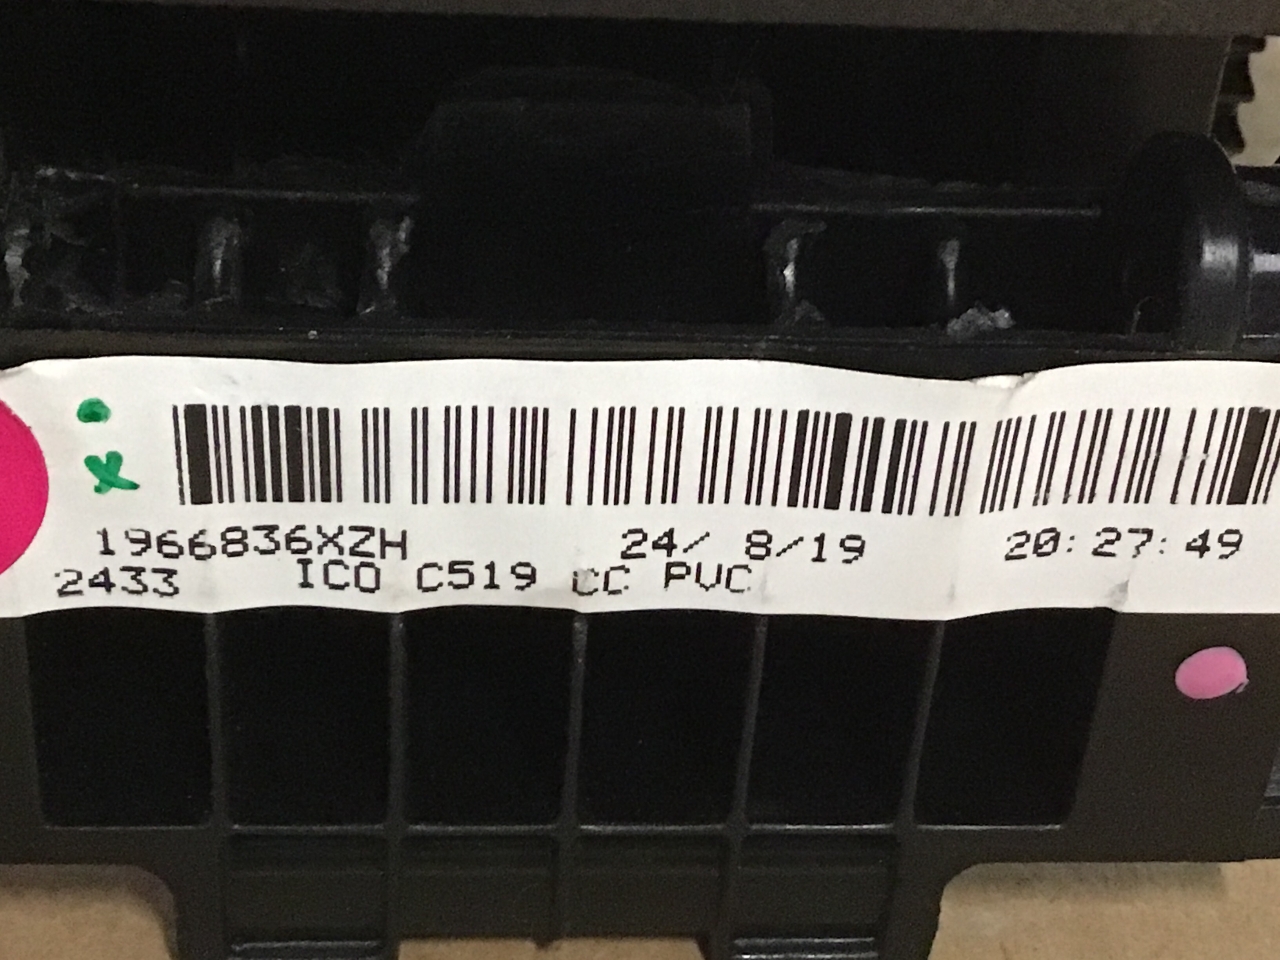 1966836XZH 24/ 8/19 20:27:49
2433 ICO C519 CC PVC